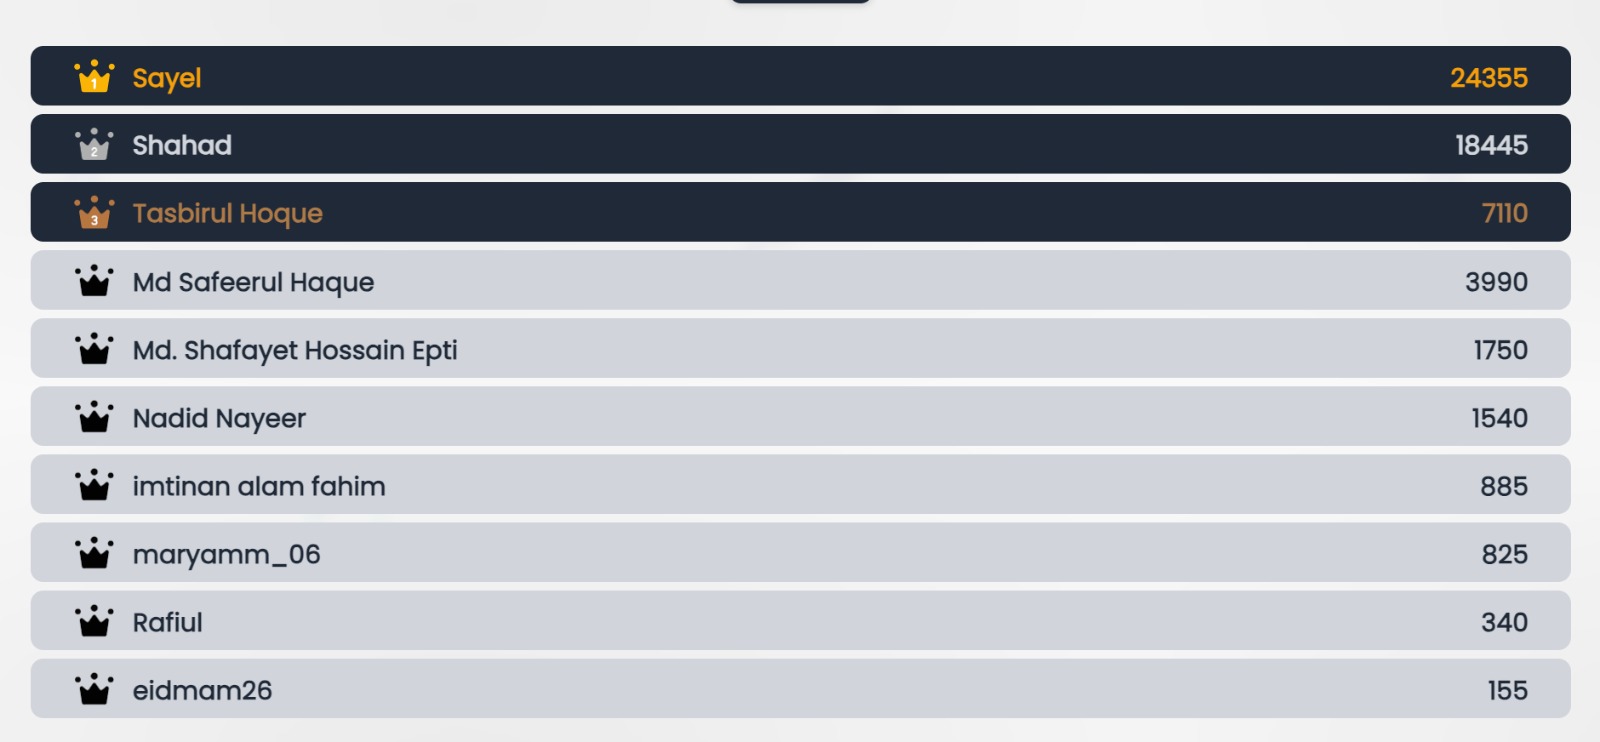 1 Sayel 24355
2 Shahad 18445
3 Tasbirul Hoque 7110
Md Safeerul Haque 3990
Md. Shafayet Hossain Epti 1750
Nadid Nayeer 1540
imtinan alam fahim 885
maryamm_06 825
Rafiul 340
eidmam26 155